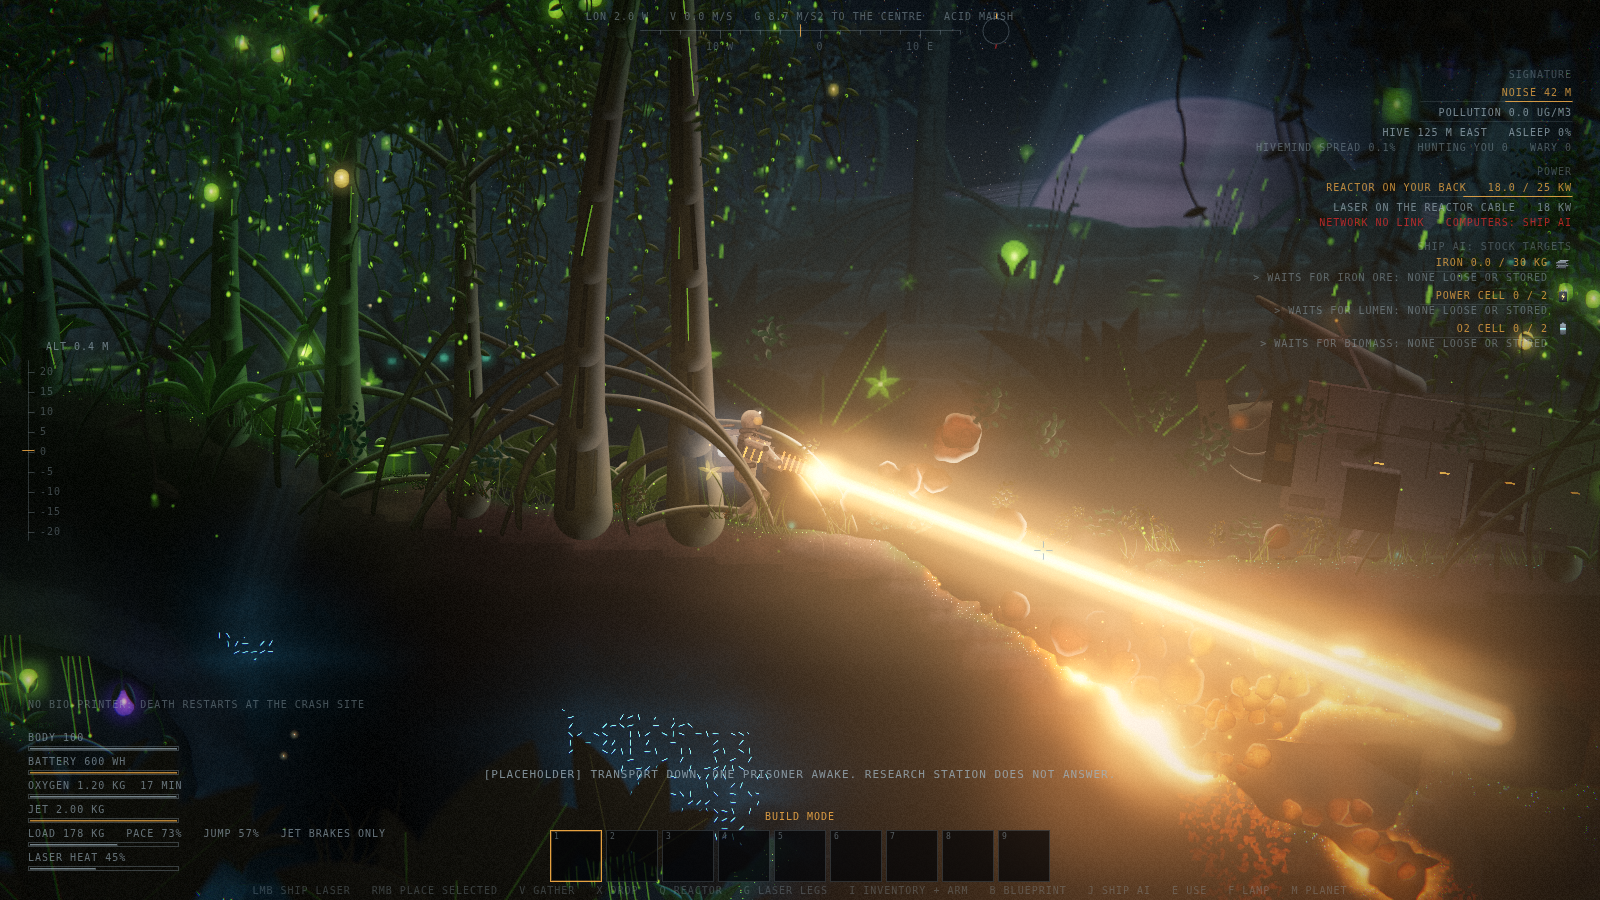 LON 2.6 W   V 0.0 M/S   G 8.7 M/S2 TO THE CENTRE   ACID MARSH
10 W   0   10 E
SIGNATURE
NOISE 42 M
POLLUTION 0.0 UG/M3
HIVE 125 M EAST   ASLEEP 0%
HIVEMIND SPREAD 0.1%   HUNTING YOU 0   WARY 0
POWER
REACTOR ON YOUR BACK   18.0 / 25 KW
LASER ON THE REACTOR CABLE   18 KW
NETWORK NO LINK   COMPUTERS: SHIP AI
SHIP AI: STOCK TARGETS
IRON 0.0 / 30 KG
> WAITS FOR IRON ORE: NONE LOOSE OR STORED
POWER CELL 0 / 2
> WAITS FOR LUMEN: NONE LOOSE OR STORED
O2 CELL 0 / 2
> WAITS FOR BIOMASS: NONE LOOSE OR STORED
ALT 0.4 M
20
15
10
5
0
-5
-10
-15
-20
NO BIO PRINTER: DEATH RESTARTS AT THE CRASH SITE
BODY 100
BATTERY 600 WH
OXYGEN 1.20 KG  17 MIN
JET 2.00 KG
LOAD 178 KG   PACE 73%   JUMP 57%   JET BRAKES ONLY
LASER HEAT 45%
[PLACEHOLDER] TRANSPORT DOWN. ONE PRISONER AWAKE. RESEARCH STATION DOES NOT ANSWER.
BUILD MODE
1 2 3 4 5 6 7 8 9
LMB SHIP LASER   RMB PLACE SELECTED   V GATHER   X DROP   Q REACTOR   G LASER LEGS   I INVENTORY + ARM   B BLUEPRINT   J SHIP AI   E USE   F LAMP   M PLANET